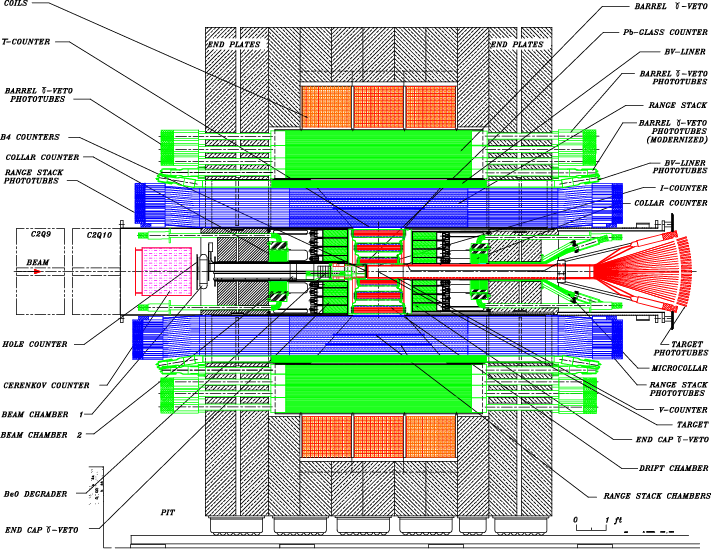 COILS
T-COUNTER
BARREL γ-VETO
PHOTOTUBES
B4 COUNTERS
COLLAR COUNTER
RANGE STACK
PHOTOTUBES
C2Q9
C2Q10
BEAM
HOLE COUNTER
CERENKOV COUNTER
BEAM CHAMBER 1
BEAM CHAMBER 2
BeO DEGRADER
END CAP γ-VETO
PIT
END PLATES
END PLATES
BARREL γ-VETO
Pb-GLASS COUNTER
BV-LINER
BARREL γ-VETO
PHOTOTUBES
RANGE STACK
BARREL γ-VETO
PHOTOTUBES
(MODERNIZED)
BV-LINER
PHOTOTUBES
I-COUNTER
COLLAR COUNTER
TARGET
PHOTOTUBES
MICROCOLLAR
RANGE STACK
PHOTOTUBES
V-COUNTER
TARGET
END CAP γ-VETO
DRIFT CHAMBER
RANGE STACK CHAMBERS
0 1 ft